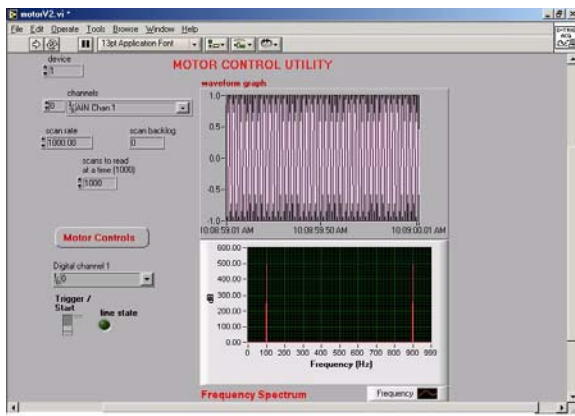 motorV2.vi *
File Edit Operate Tools Browse Window Help
13pt Application Font
device
1
MOTOR CONTROL UTILITY
channels
0 AIN Chan 1
scan rate scan backlog
1000.00 0
scans to read
at a time (1000)
1000
waveform graph
1.0
0.5
0.0
-0.5
-1.0
10:08:59.01 AM 10:08:59.50 AM 10:09:00.01 AM
Motor Controls
Digital channel 1
0
Trigger /
Start
line state
600.00
500.00
400.00
300.00
200.00
100.00
0.00
dB
0 100 200 300 400 500 600 700 800 900 999
Frequency (Hz)
Frequency Spectrum
Frequency